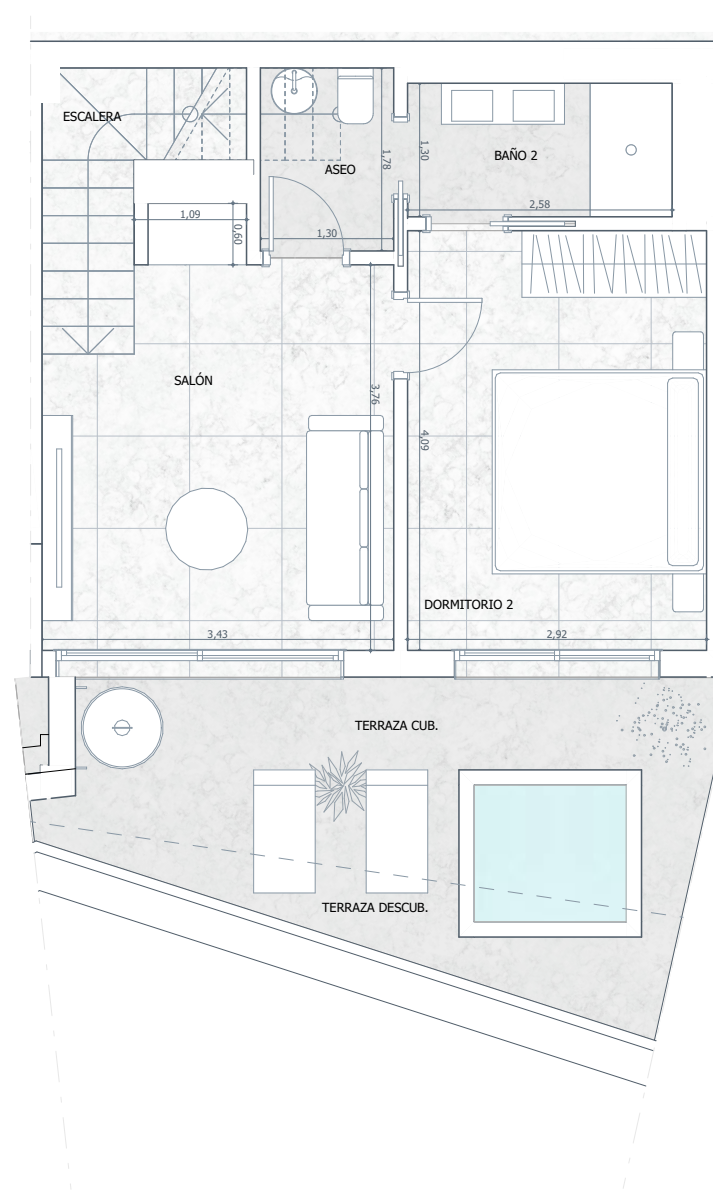 ESCALERA
ASEO
1,78
1,30
BAÑO 2
2,58
1,09
0,60
1,30
SALÓN
3,76
4,09
DORMITORIO 2
3,43
2,92
TERRAZA CUB.
TERRAZA DESCUB.